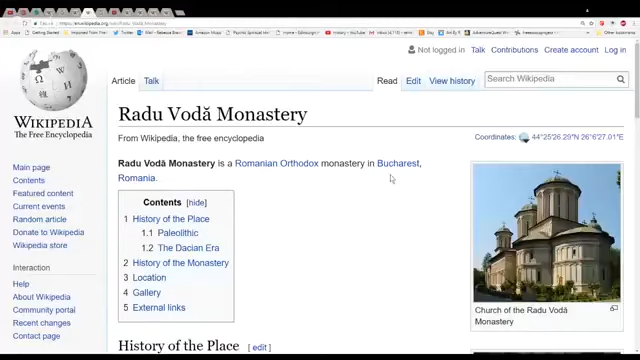 Not logged in Talk Contributions Create account Log in
Article Talk Read Edit View history Search Wikipedia
WIKIPEDIA
The Free Encyclopedia
Radu Vodă Monastery
From Wikipedia, the free encyclopedia
Coordinates: 44°25′26.29″N 26°6′27.01″E
Radu Vodă Monastery is a Romanian Orthodox monastery in Bucharest,
Romania.
Main page
Contents
Featured content
Current events
Random article
Donate to Wikipedia
Wikipedia store
Interaction
Help
About Wikipedia
Community portal
Recent changes
Contact page
Contents [hide]
1 History of the Place
1.1 Paleolithic
1.2 The Dacian Era
2 History of the Monastery
3 Location
4 Gallery
5 External links
Church of the Radu Vodă
Monastery
History of the Place [ edit ]